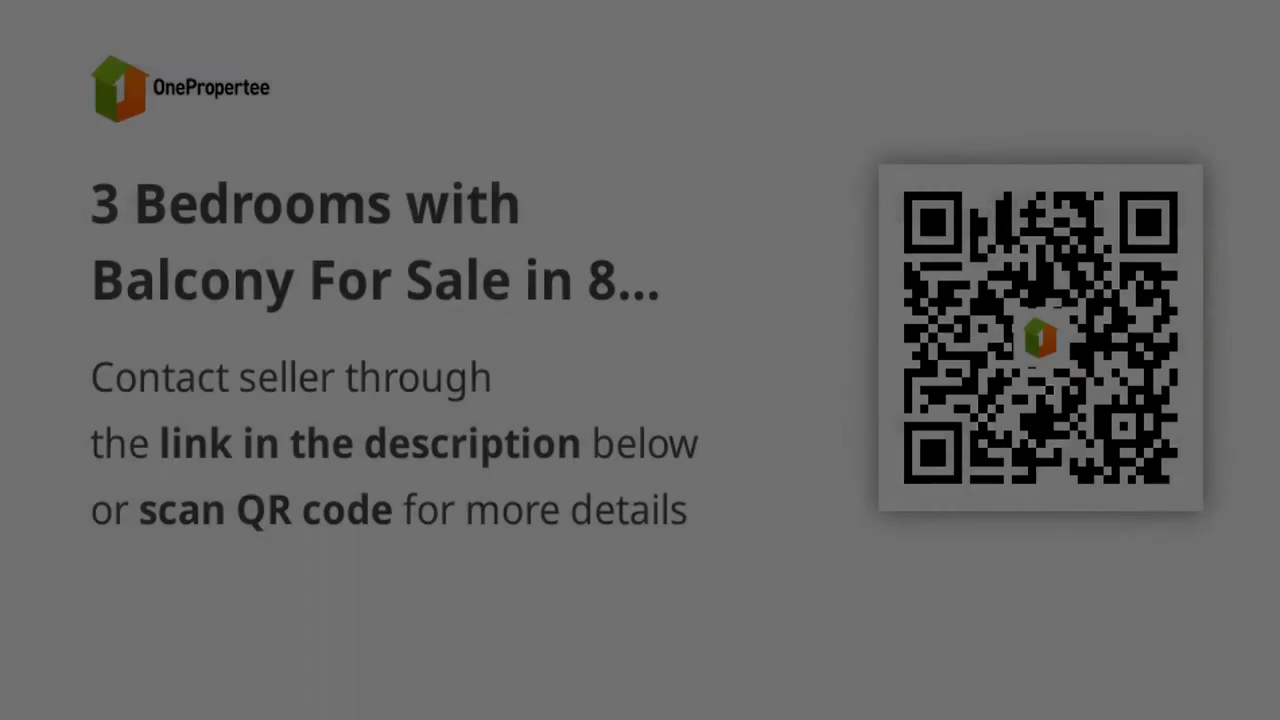 OnePropertee
3 Bedrooms with
Balcony For Sale in 8...
Contact seller through
the link in the description below
or scan QR code for more details